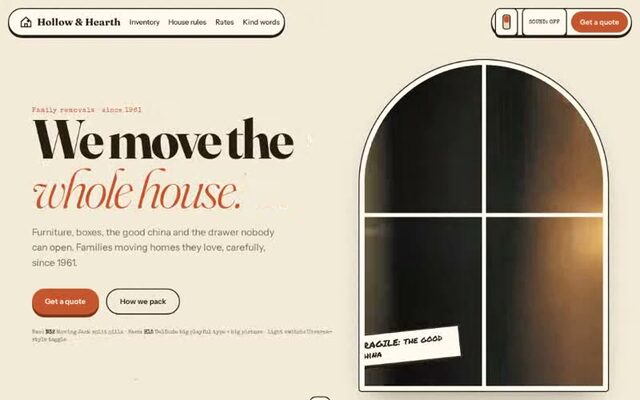 Hollow & Hearth
Inventory
House rules
Rates
Kind words
SOUND: OFF
Get a quote
Family removals · since 1961
We move the
whole house.
Furniture, boxes, the good china and the drawer nobody
can open. Families moving homes they love, carefully,
since 1961.
Get a quote
How we pack
RAGILE: THE GOOD
HINA